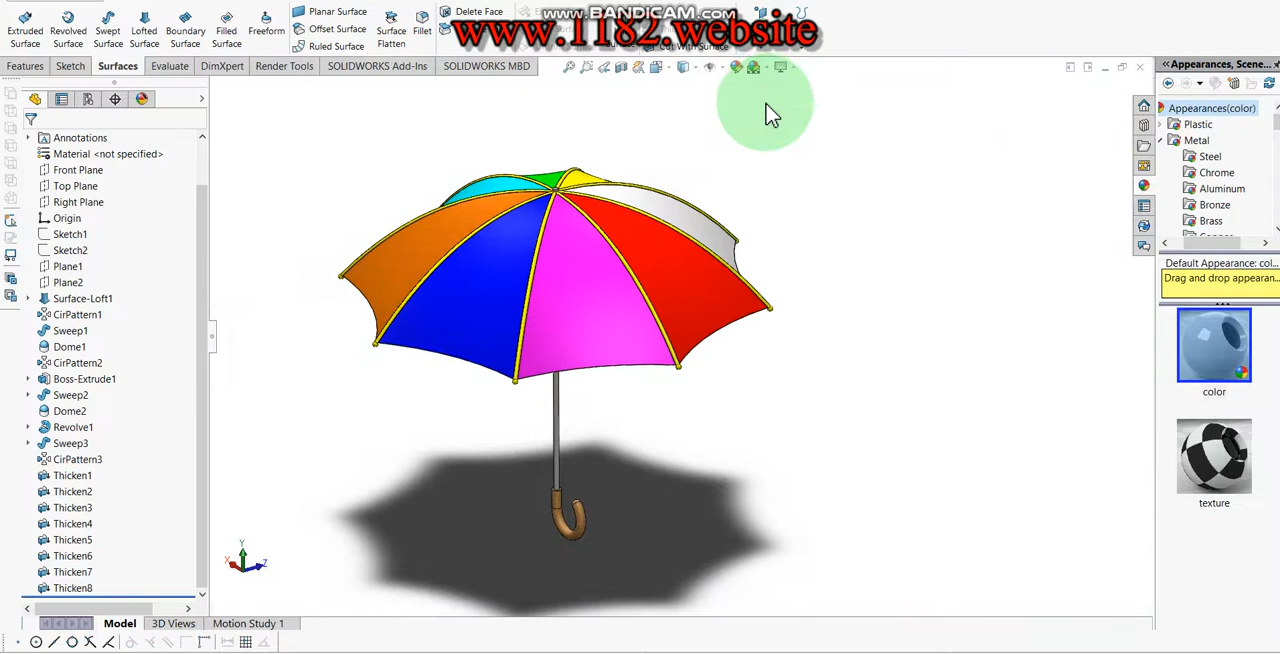 www.BANDICAM.com
www.1182.website
Extruded Surface
Revolved Surface
Swept Surface
Lofted Surface
Boundary Surface
Filled Surface
Freeform
Planar Surface
Offset Surface
Ruled Surface
Surface Flatten
Fillet
Delete Face
Cut With Surface
Features
Sketch
Surfaces
Evaluate
DimXpert
Render Tools
SOLIDWORKS Add-Ins
SOLIDWORKS MBD
Annotations
Material <not specified>
Front Plane
Top Plane
Right Plane
Origin
Sketch1
Sketch2
Plane1
Plane2
Surface-Loft1
CirPattern1
Sweep1
Dome1
CirPattern2
Boss-Extrude1
Sweep2
Dome2
Revolve1
Sweep3
CirPattern3
Thicken1
Thicken2
Thicken3
Thicken4
Thicken5
Thicken6
Thicken7
Thicken8
Y
X
Z
Model
3D Views
Motion Study 1
Appearances, Scene...
Appearances(color)
Plastic
Metal
Steel
Chrome
Aluminum
Bronze
Brass
Default Appearance: col...
Drag and drop appearan...
color
texture